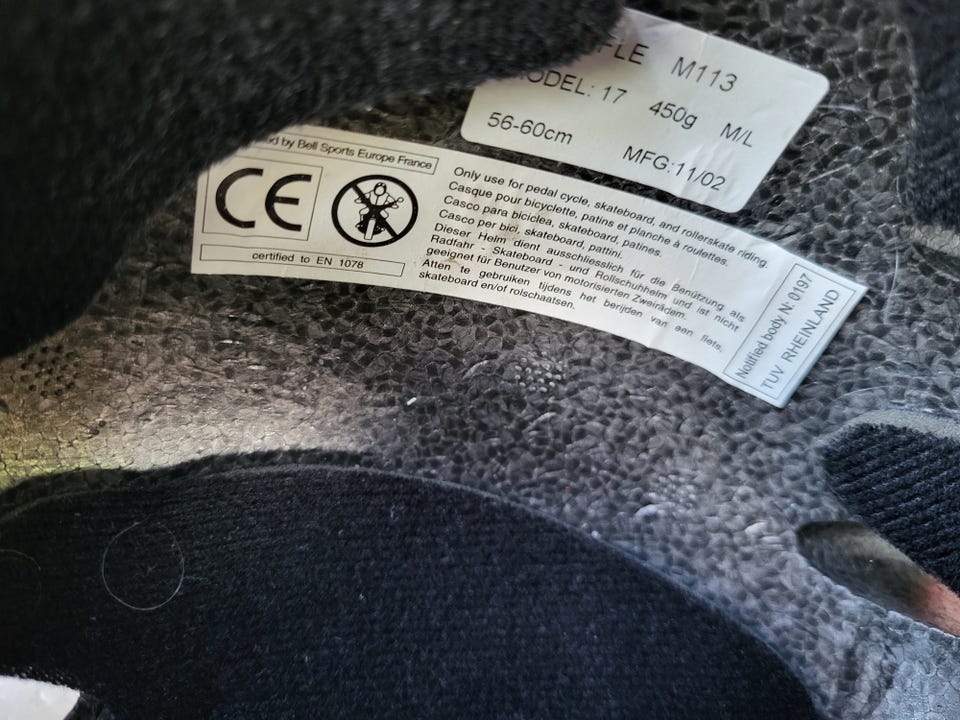 M113
MODEL: 17 450g M/L
56-60cm MFG:11/02
by Bell Sports Europe France
CE
certified to EN 1078
Only use for pedal cycle, skateboard, and rollerskate riding.
Casque pour bicyclette, patins et planche à roulettes.
Casco para biciclea, skateboard, patines.
Casco per bici, skateboard, pattini.
Dieser Helm dient ausschliesslich für die Benützung als
Radfahr - Skateboard - und Rollschuhhelm und ist nicht
geeignet für Benutzer von motorisierten Zweirädern.
Atten te gebruiken tijdens het berijden van een fiets,
skateboard en/of rolschaatsen.
Notified body N: 0197
TUV RHEINLAND